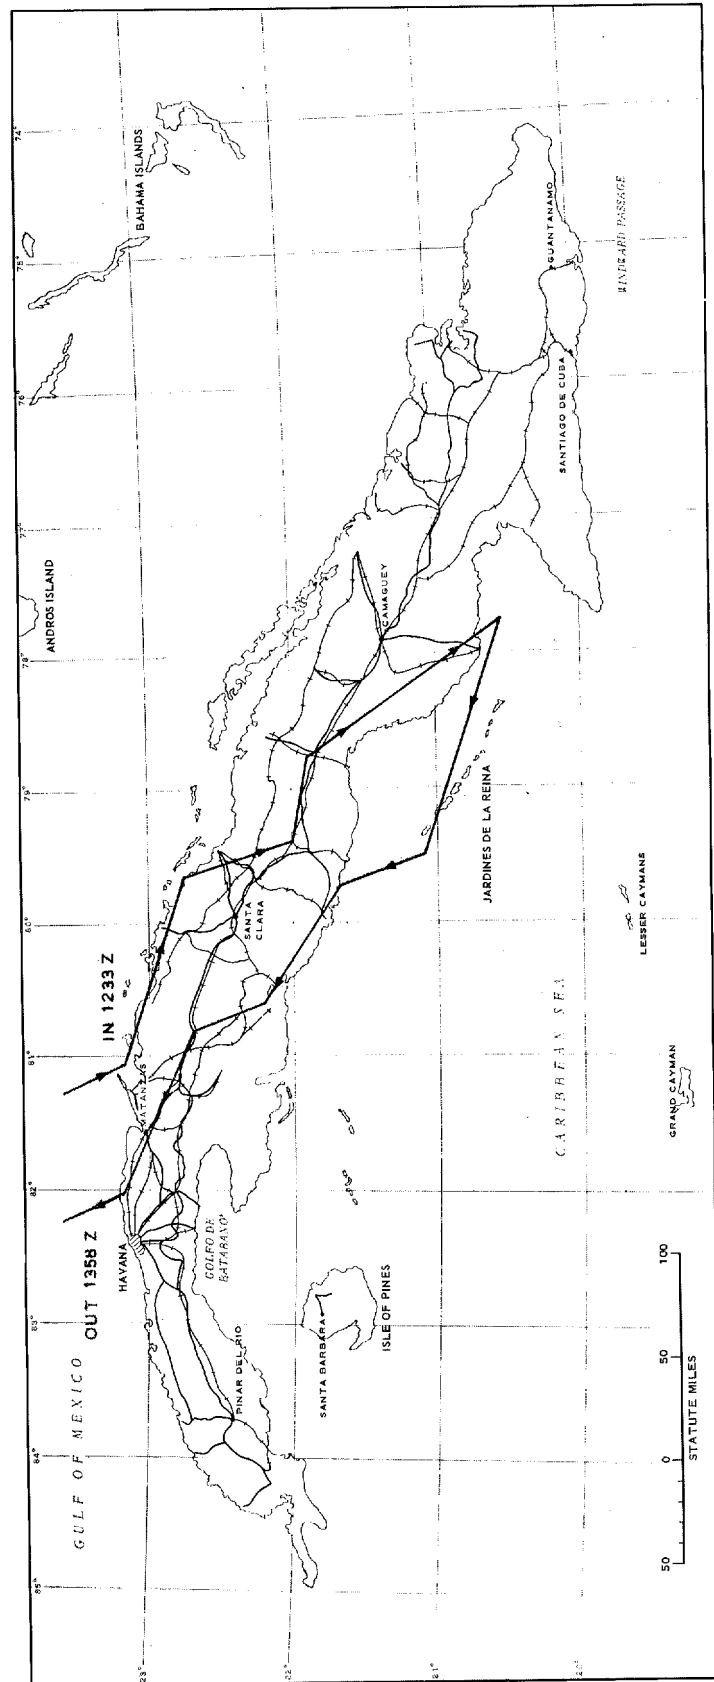 74°
75°
76°
77°
78°
79°
80°
81°
82°
83°
84°
85°
23°
22°
21°
20°
BAHAMA ISLANDS
ANDROS ISLAND
GULF OF MEXICO
IN 1233 Z
OUT 1358 Z
HAVANA
MATANZAS
SANTA
CLARA
CAMAGUEY
GUANTANAMO
SANTIAGO DE CUBA
WINDWARD PASSAGE
PINAR DEL RIO
GOLFO DE
BATABANO
SANTA BARBARA
ISLE OF PINES
JARDINES DE LA REINA
CARIBBEAN SEA
LESSER CAYMANS
GRAND CAYMAN
50 0 50 100
STATUTE MILES